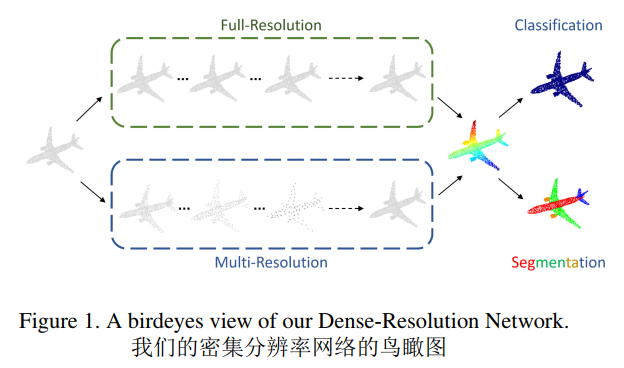 Full-Resolution
Classification
Multi-Resolution
Segmentation
Figure 1. A birdeyes view of our Dense-Resolution Network.
我们的密集分辨率网络的鸟瞰图